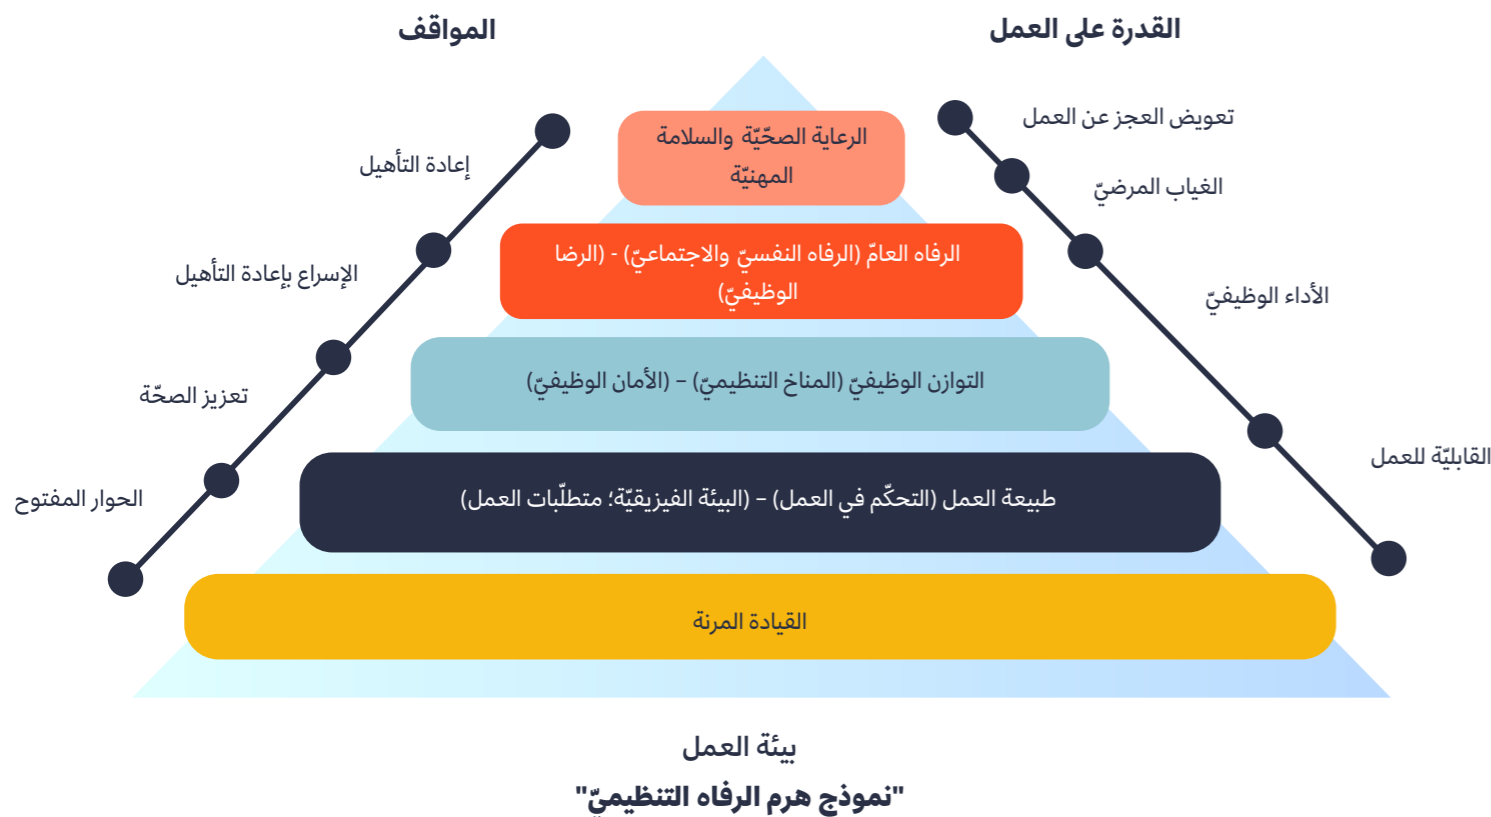 القدرة على العمل
المواقف
تعويض العجز عن العمل
الغياب المرضيّ
الأداء الوظيفيّ
القابليّة للعمل
الرعاية الصحّيّة والسلامة
المهنيّة
الرفاه العامّ (الرفاه النفسيّ والاجتماعيّ) - (الرضا
الوظيفيّ)
التوازن الوظيفيّ (المناخ التنظيميّ) – (الأمان الوظيفيّ)
طبيعة العمل (التحكّم في العمل) – (البيئة الفيزيقيّة؛ متطلّبات العمل)
القيادة المرنة
إعادة التأهيل
الإسراع بإعادة التأهيل
تعزيز الصحّة
الحوار المفتوح
بيئة العمل
"نموذج هرم الرفاه التنظيميّ"